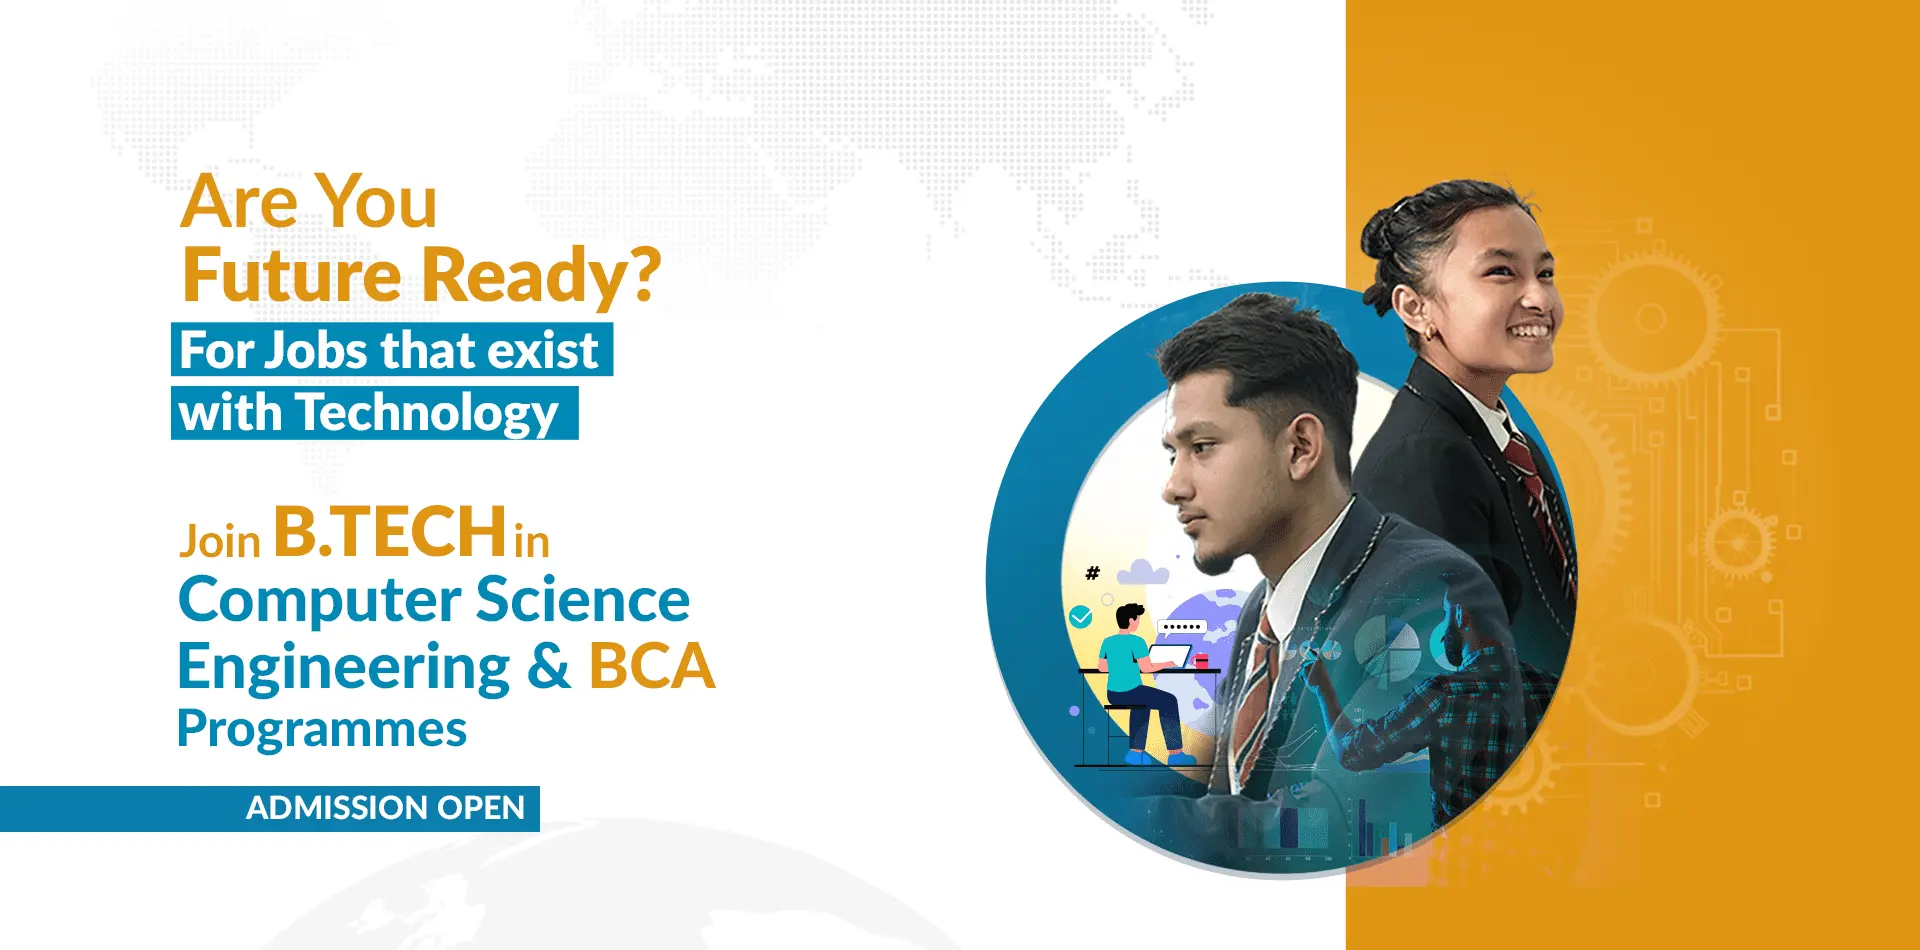 Are You
Future Ready?
For Jobs that exist
with Technology
Join B.TECH in
Computer Science
Engineering & BCA
Programmes
ADMISSION OPEN
#